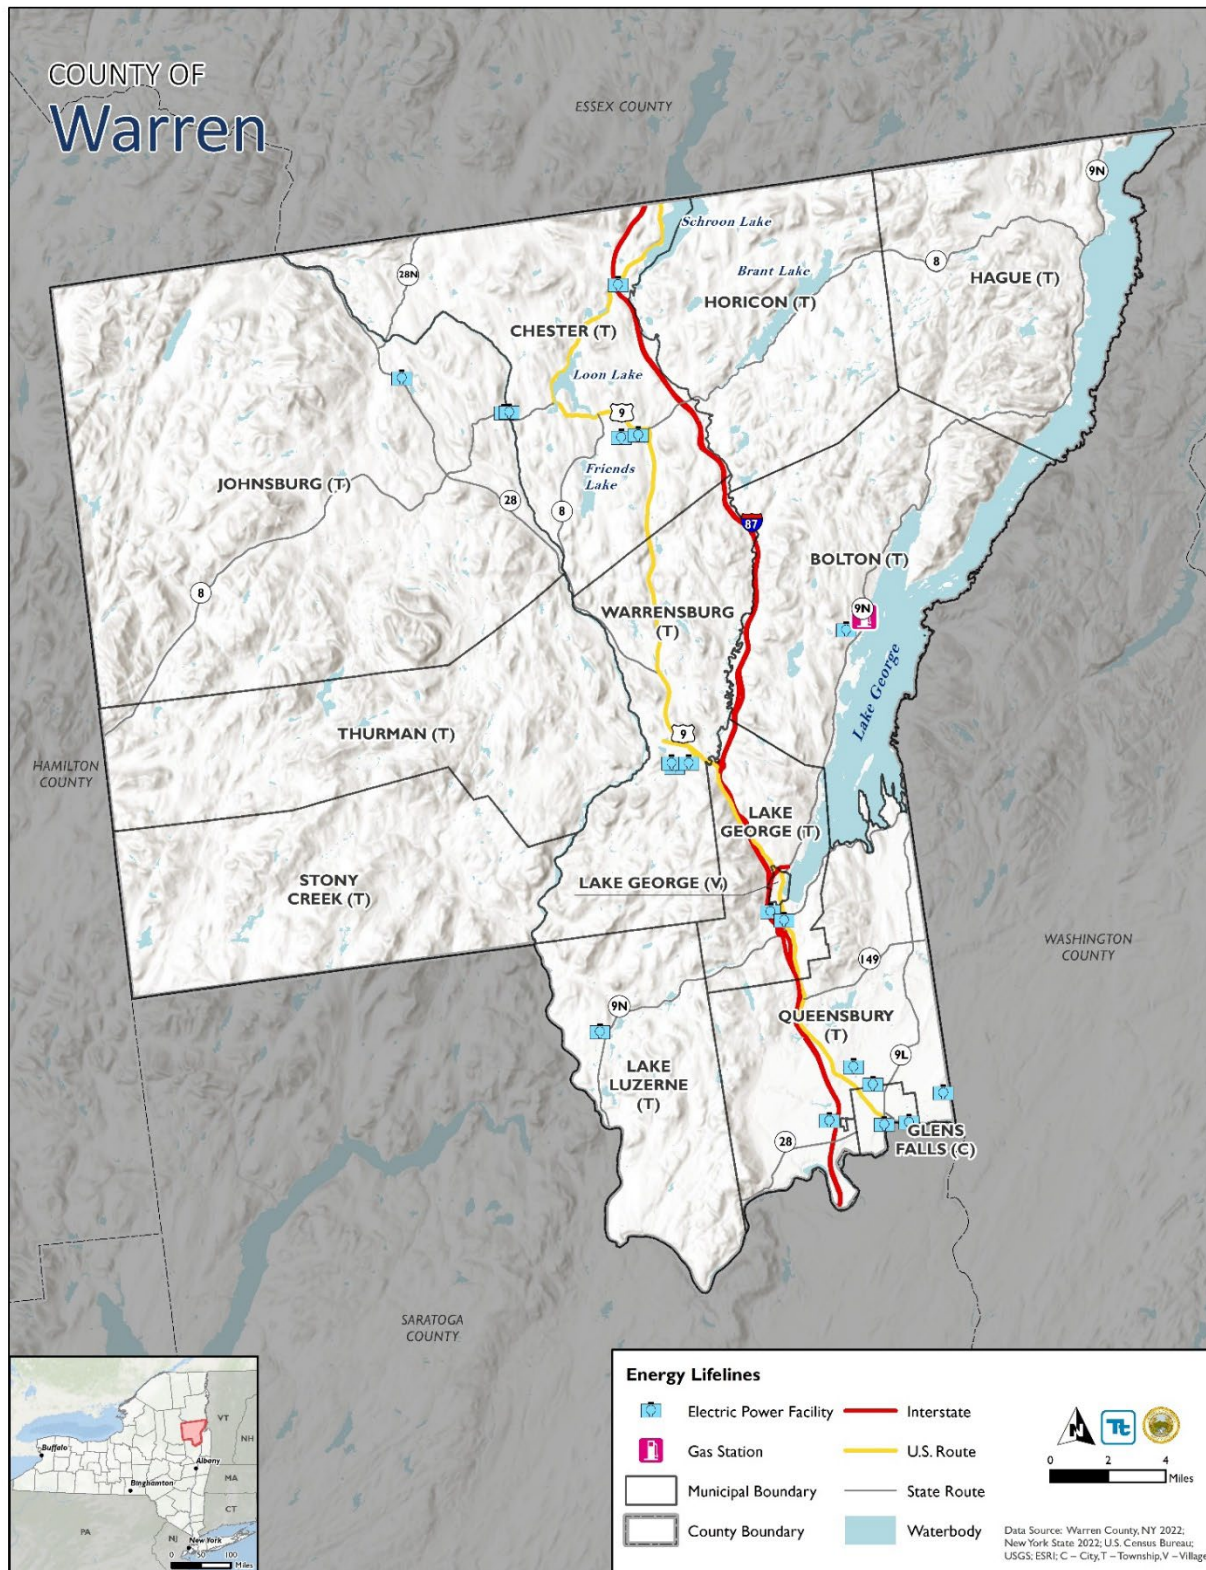 COUNTY OF
Warren
ESSEX COUNTY
9N
Schroon Lake
8
28N
Brant Lake
HAGUE (T)
HORICON (T)
CHESTER (T)
Loon Lake
9
Friends
Lake
JOHNSBURG (T)
28
8
87
BOLTON (T)
8
9N
WARRENSBURG
(T)
Lake George
THURMAN (T)
9
HAMILTON
COUNTY
LAKE
GEORGE (T)
STONY
CREEK (T)
LAKE GEORGE (V)
WASHINGTON
COUNTY
149
9N
QUEENSBURY
(T)
9L
LAKE
LUZERNE
(T)
GLENS
FALLS (C)
28
SARATOGA
COUNTY
Buffalo
Binghamton
Albany
New York
VT
NH
MA
CT
PA
NJ
0 50 100
Miles
Energy Lifelines
Electric Power Facility
Interstate
Gas Station
U.S. Route
Municipal Boundary
State Route
County Boundary
Waterbody
N
Tt
0 2 4
Miles
Data Source: Warren County, NY 2022;
New York State 2022; U.S. Census Bureau;
USGS; ESRI; C – City, T – Township, V – Village